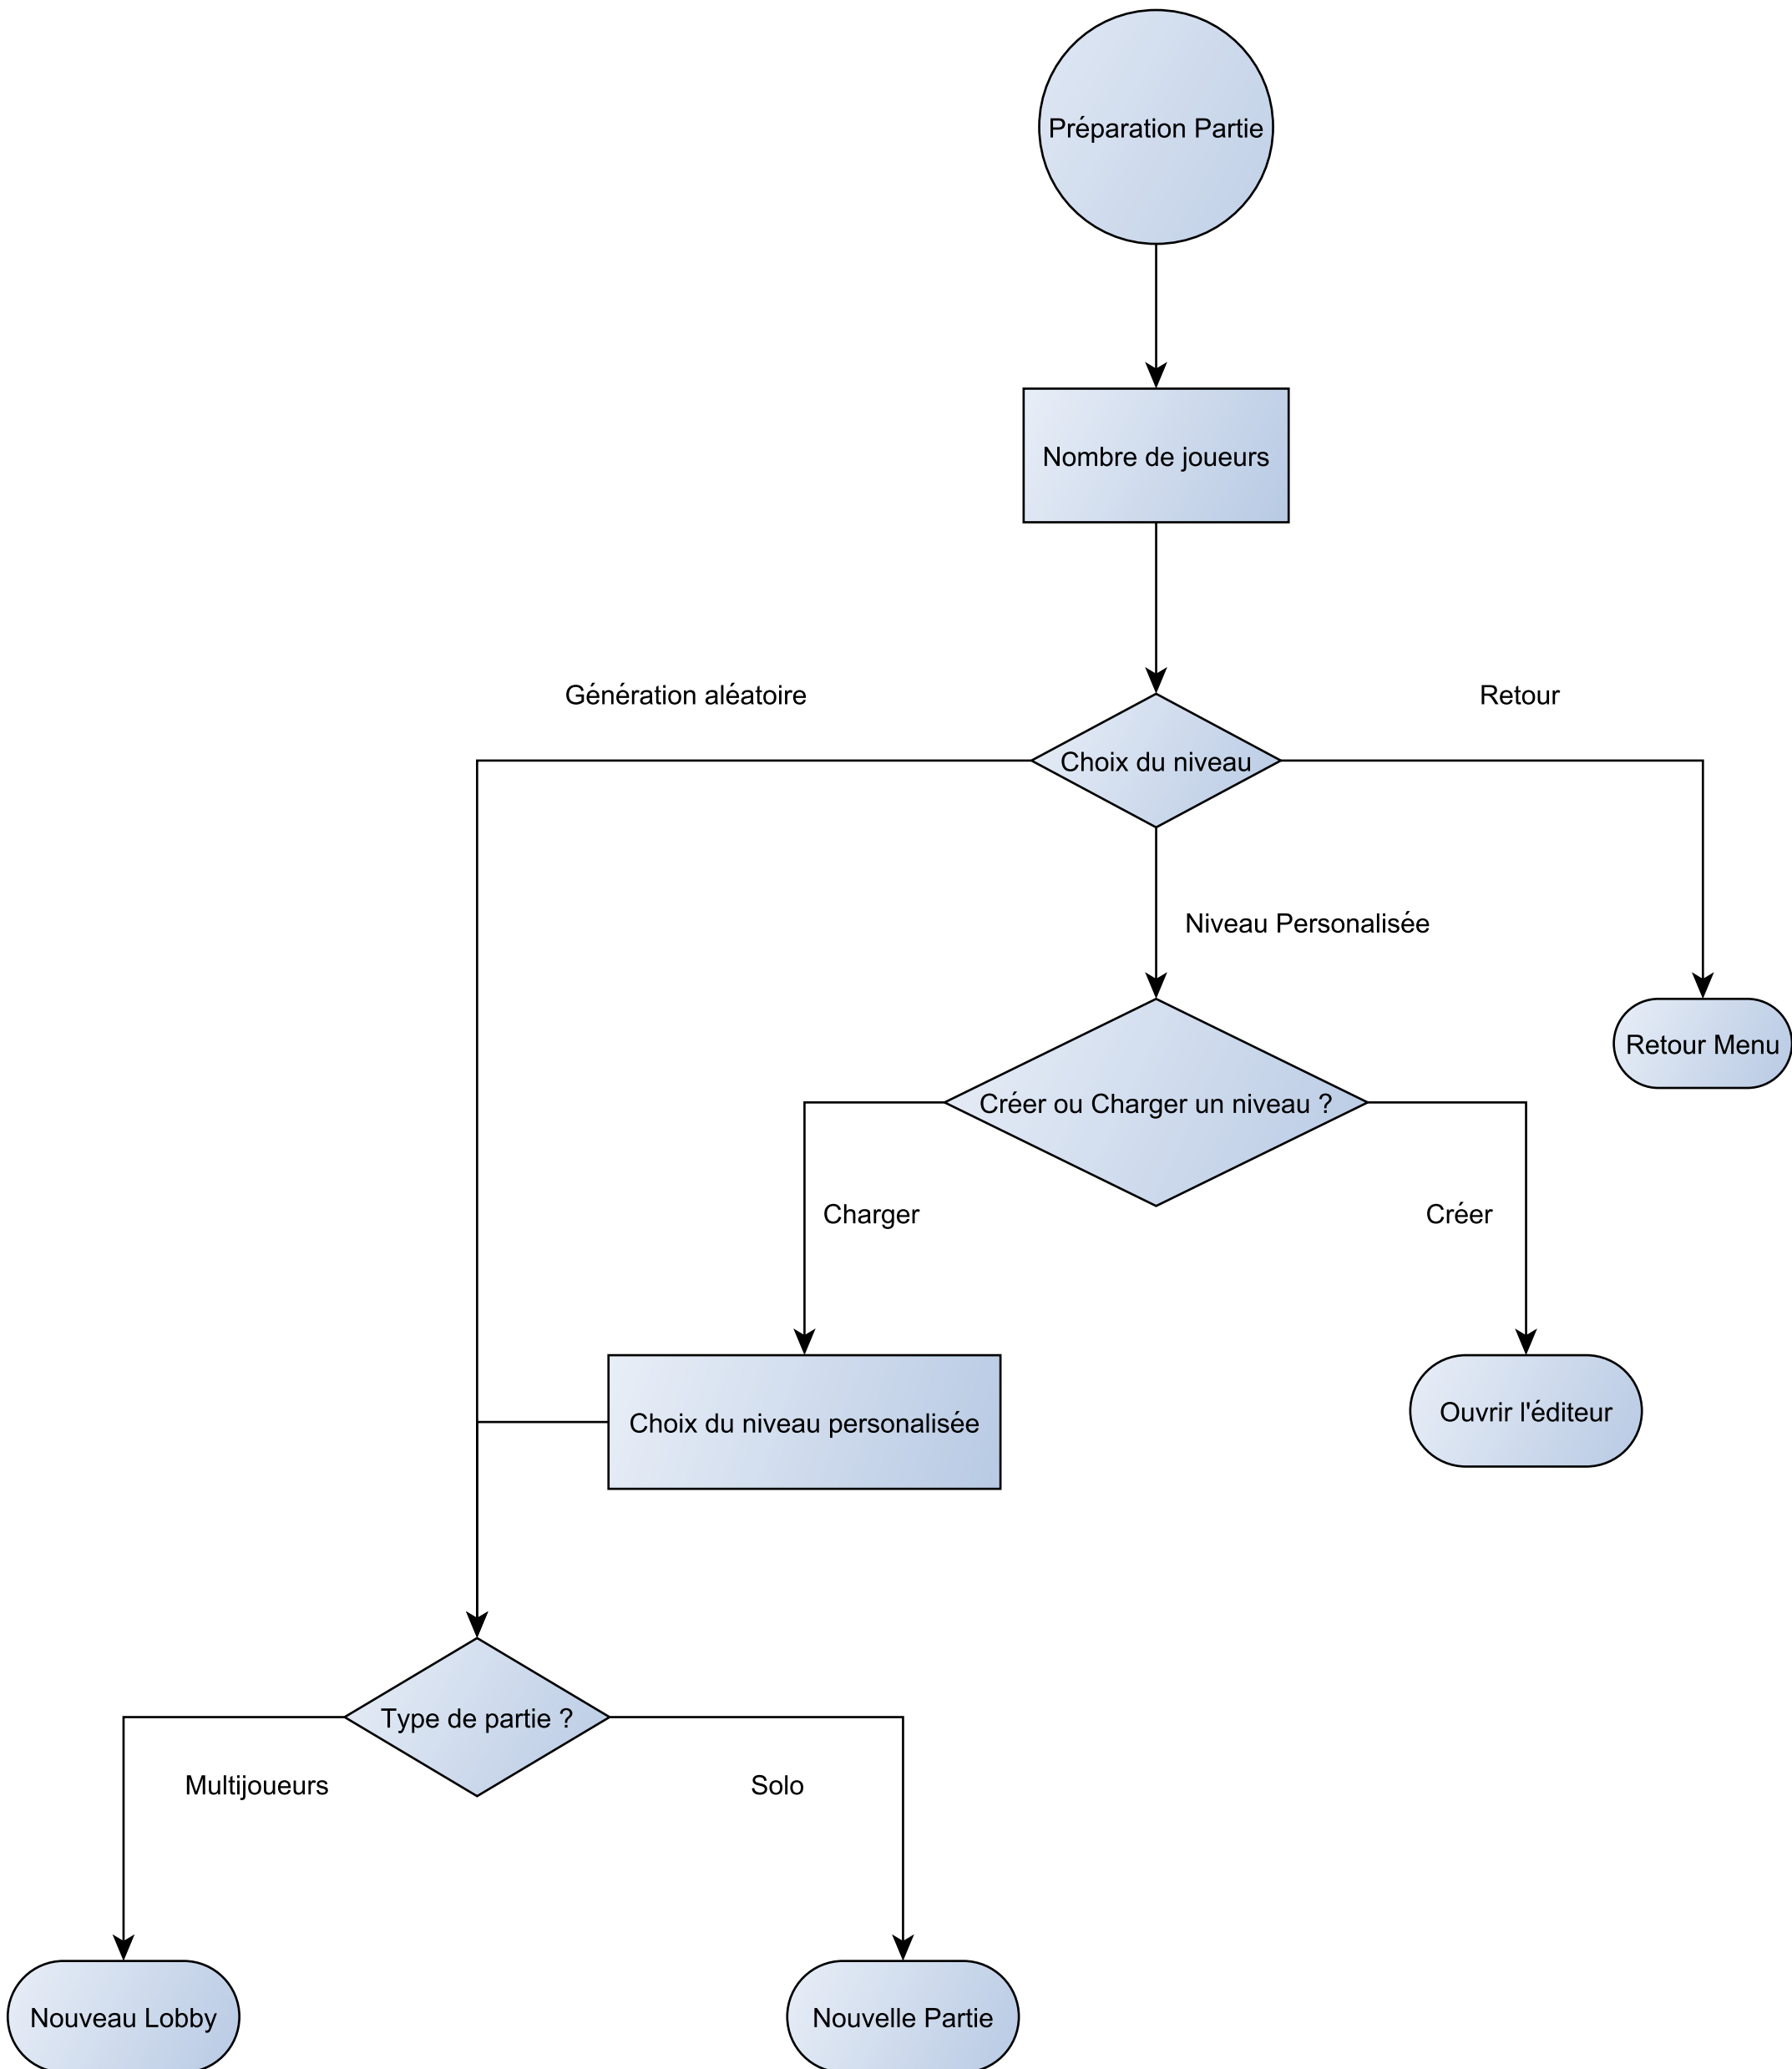 Préparation Partie
Nombre de joueurs
Génération aléatoire
Retour
Choix du niveau
Niveau Personalisée
Retour Menu
Créer ou Charger un niveau ?
Charger
Créer
Choix du niveau personalisée
Ouvrir l'éditeur
Type de partie ?
Multijoueurs
Solo
Nouveau Lobby
Nouvelle Partie